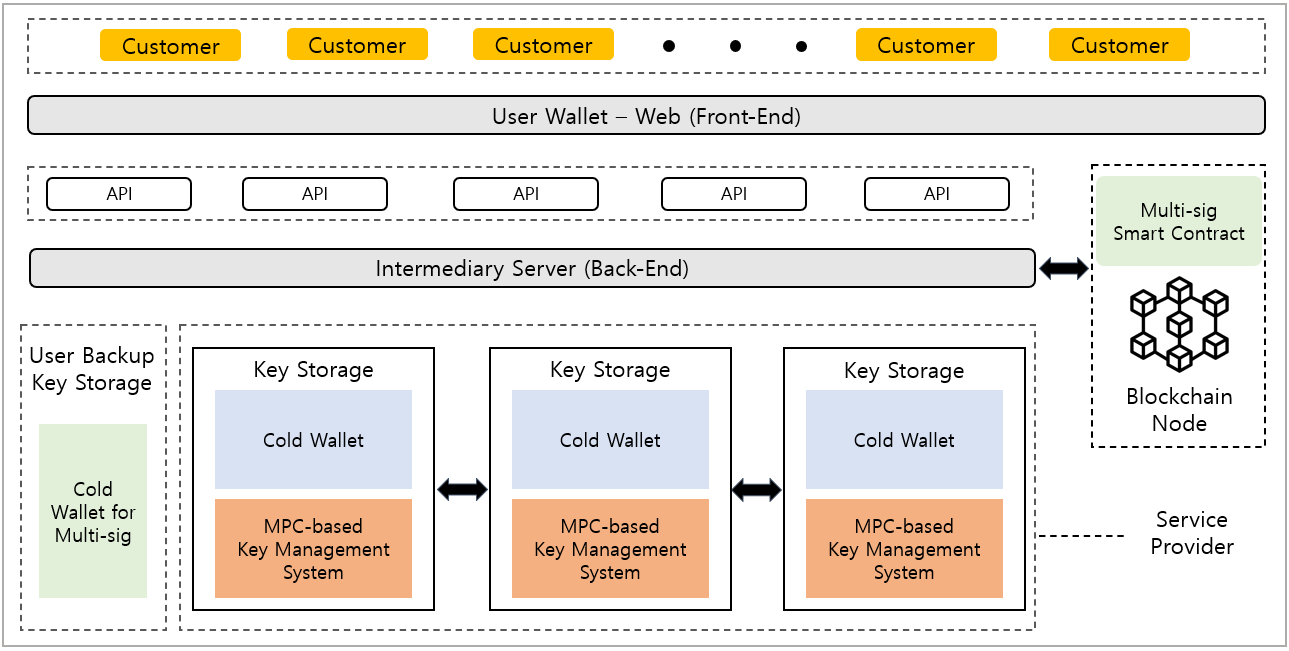 Customer
Customer
Customer
Customer
Customer
User Wallet – Web (Front-End)
API
API
API
API
API
Multi-sig
Smart Contract
Intermediary Server (Back-End)
Blockchain
Node
User Backup
Key Storage
Cold
Wallet for
Multi-sig
Key Storage
Cold Wallet
MPC-based
Key Management
System
Key Storage
Cold Wallet
MPC-based
Key Management
System
Key Storage
Cold Wallet
MPC-based
Key Management
System
Service
Provider